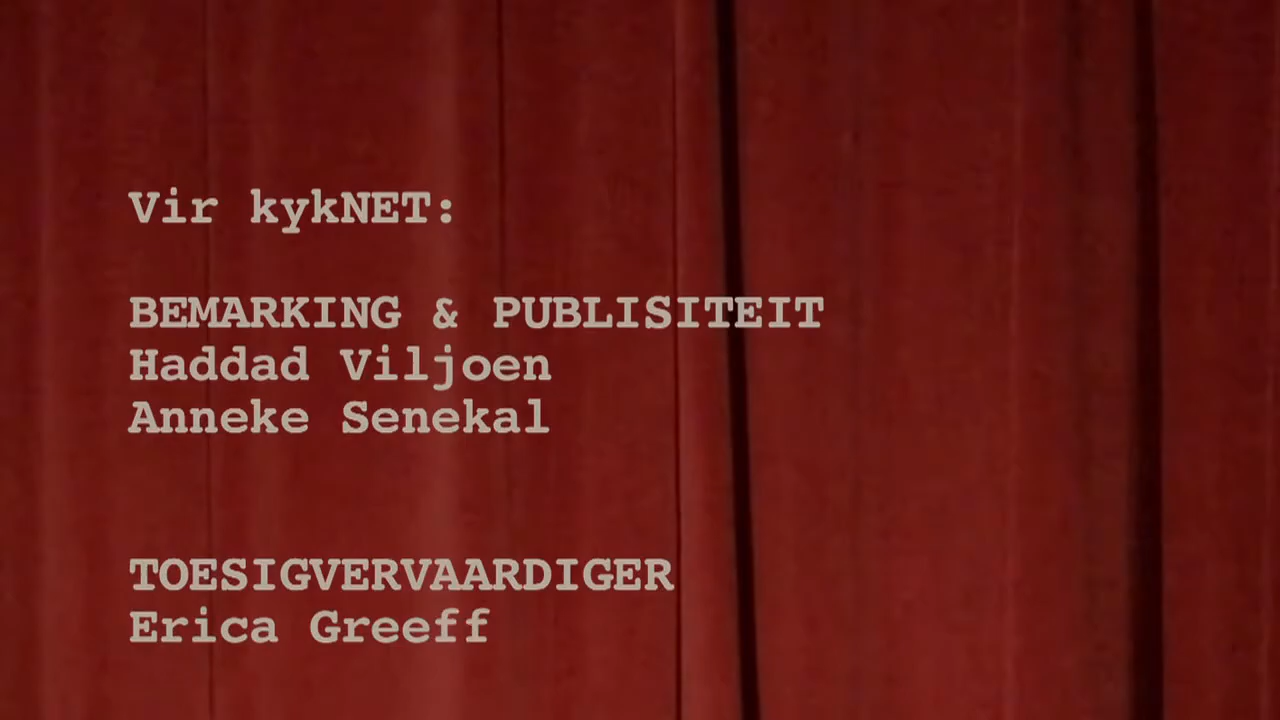 Vir kykNET:
BEMARKING & PUBLISITEIT
Haddad Viljoen
Anneke Senekal
TOESIGVERVAARDIGER
Erica Greeff